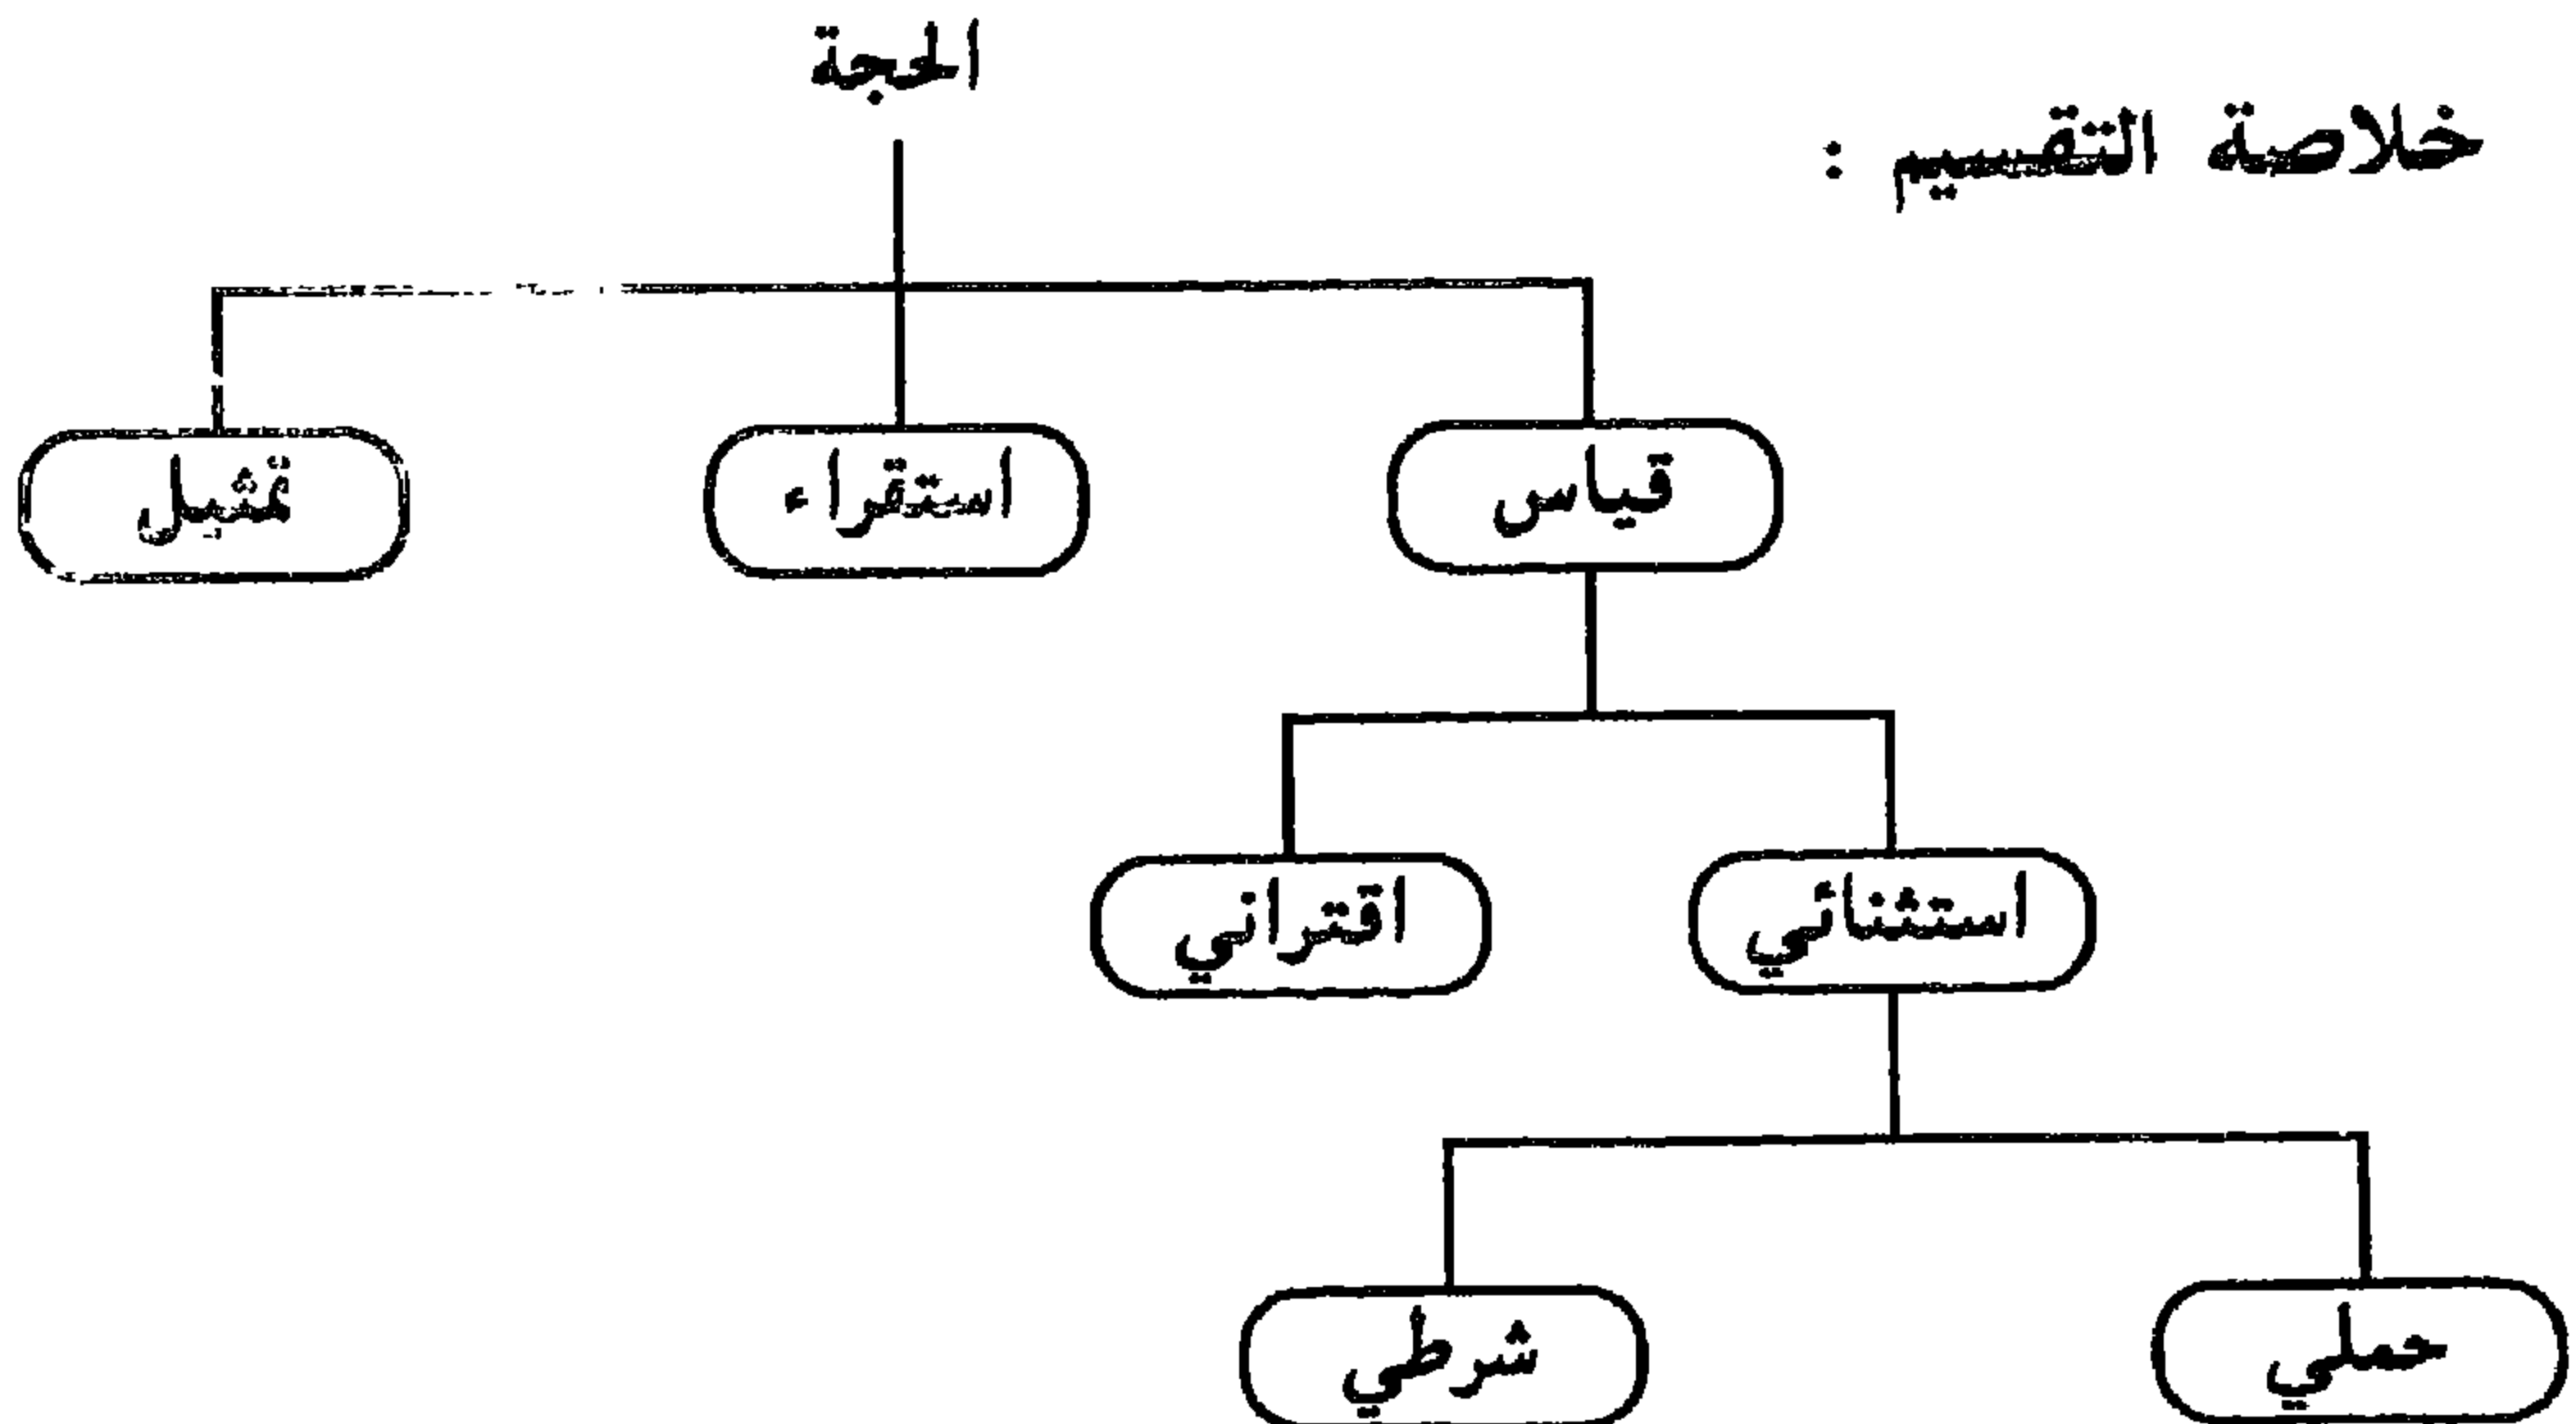 الحجة
خلاصة التقسيم :
قياس
استقراء
تمثيل
استثنائي
اقتراني
حملي
شرطي